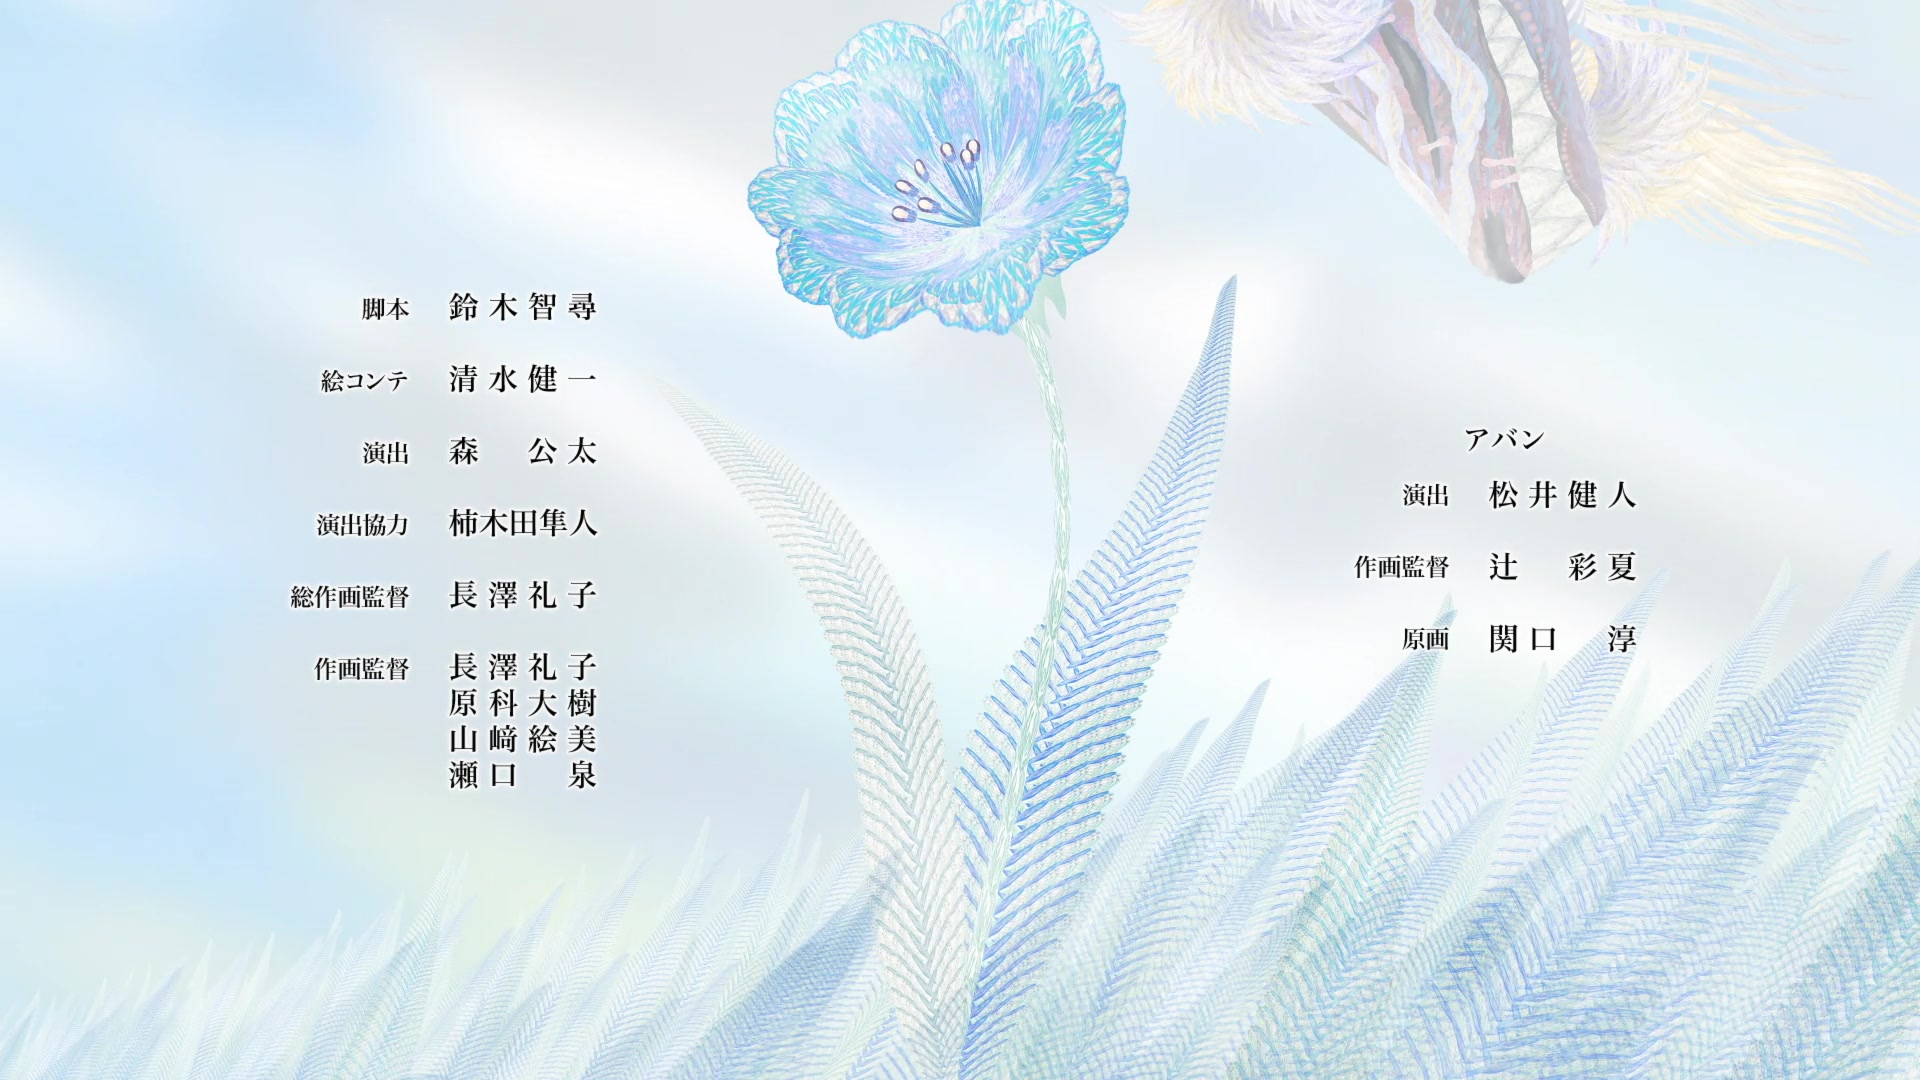 脚本 鈴木智尋
絵コンテ 清水健一
演出 森 公太
演出協力 柿木田隼人
総作画監督 長澤礼子
作画監督 長澤礼子
原科大樹
山﨑絵美
瀬口 泉
アバン
演出 松井健人
作画監督 辻 彩夏
原画 関口 淳